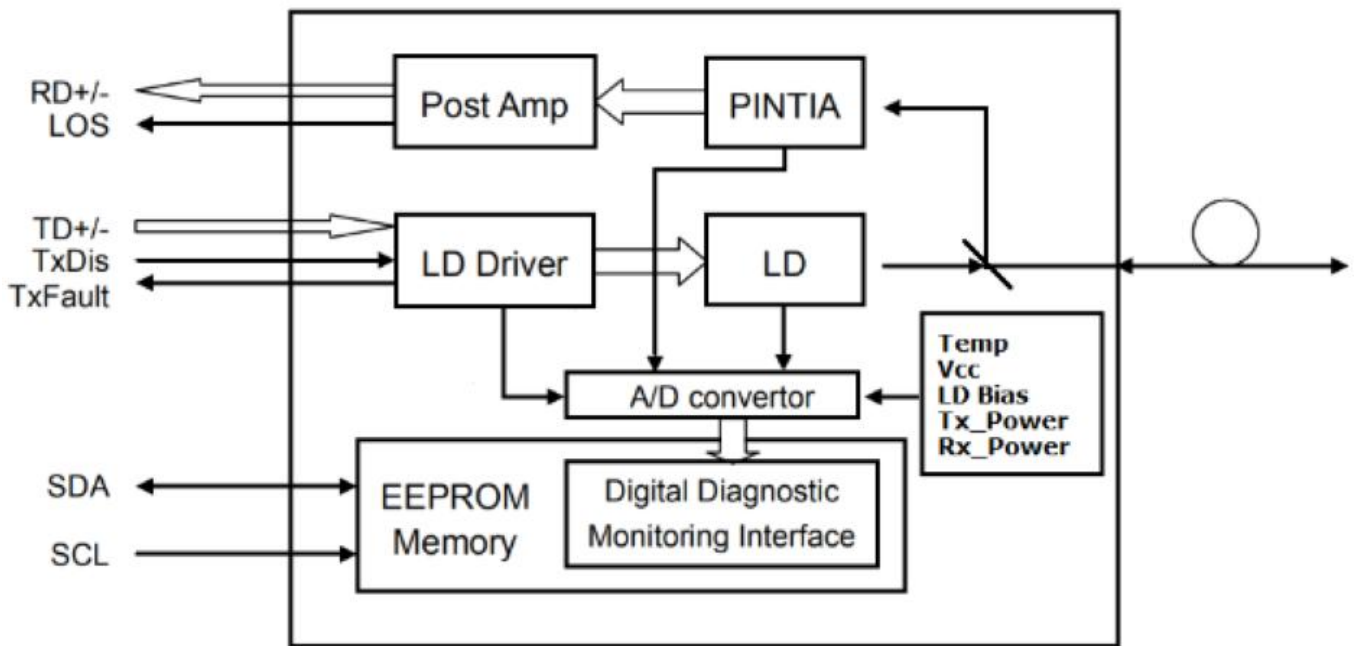 RD+/-
LOS
Post Amp
PINTIA
TD+/-
TxDis
TxFault
LD Driver
LD
Temp
Vcc
LD Bias
Tx_Power
Rx_Power
A/D convertor
SDA
SCL
EEPROM
Memory
Digital Diagnostic
Monitoring Interface